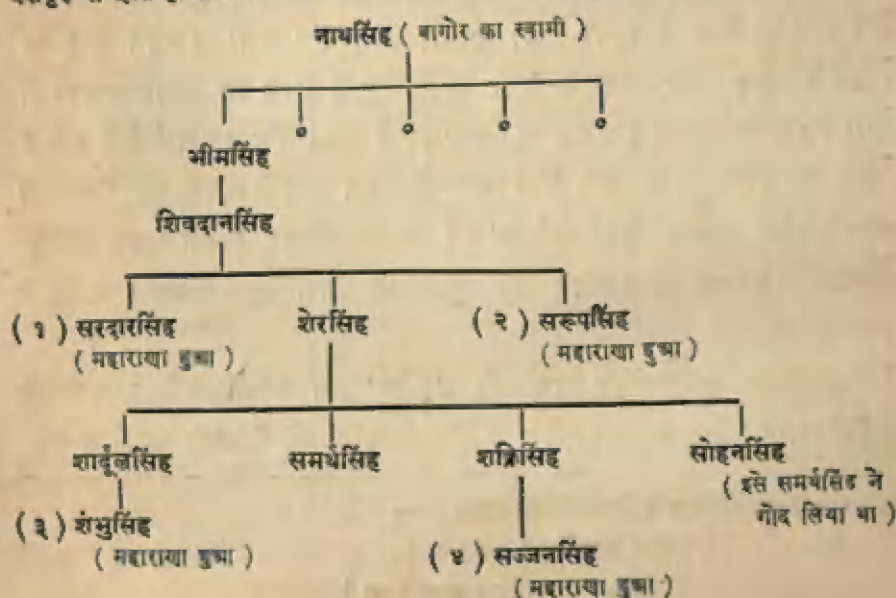 नाथसिंह ( बागोर का स्वामी )
भीमसिंह
शिवदानसिंह
( १ ) सरदारसिंह शेरसिंह ( २ ) सरूपसिंह
( महाराणा हुआ ) ( महाराणा हुआ )
शार्दूलसिंह समर्थसिंह शक्तिसिंह सोहनसिंह
( इसे समर्थसिंह ने
गोद लिया था )
( ३ ) शंभुसिंह
( महाराणा हुआ ) ( ४ ) सज्जनसिंह
( महाराणा हुआ )